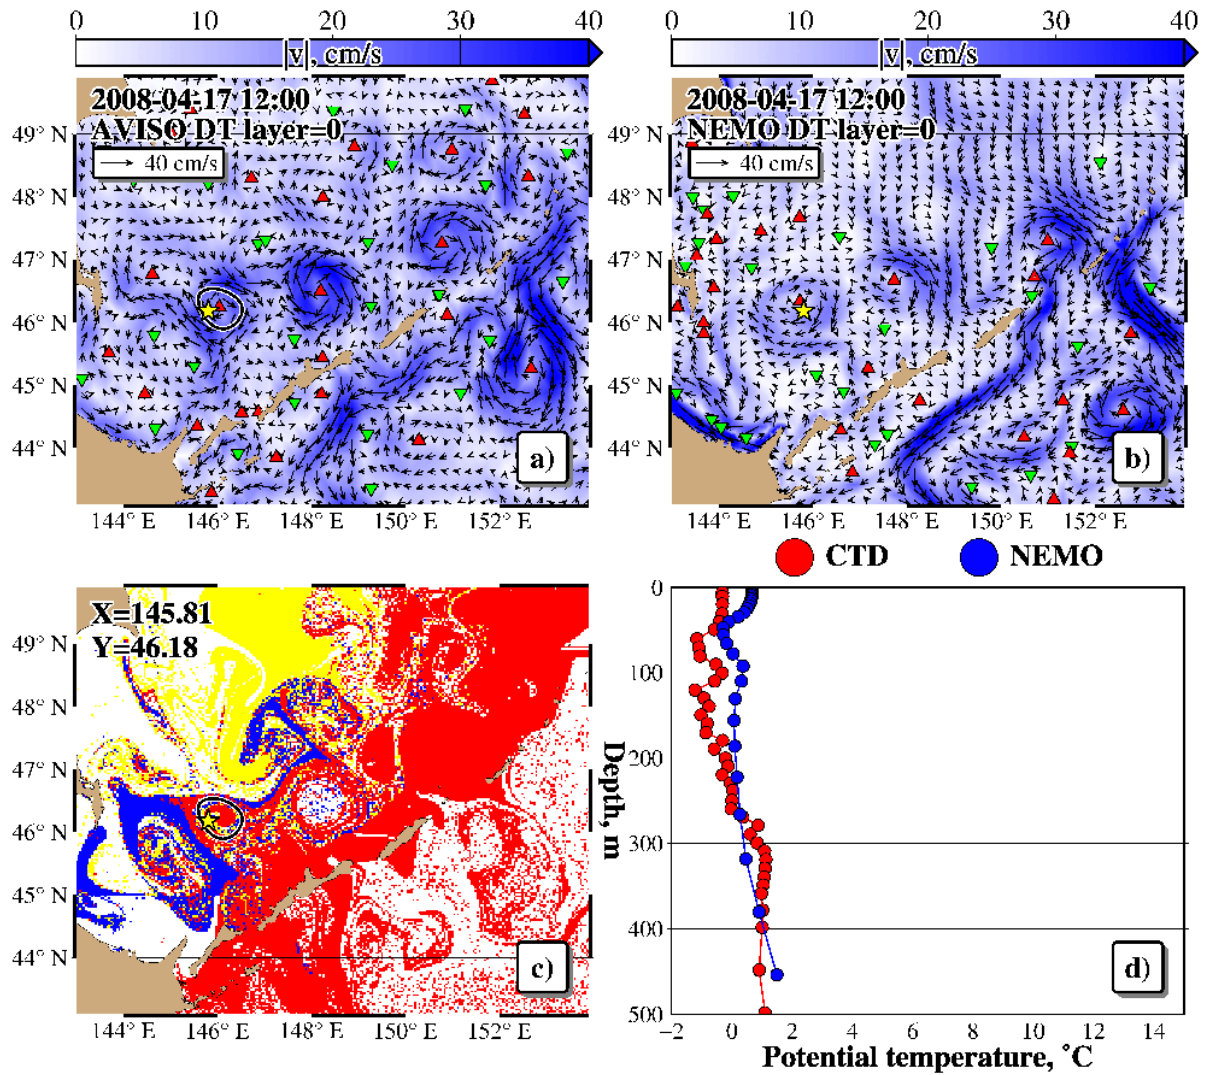 0 10 20 30 40
|v|, cm/s
2008-04-17 12:00
AVISO DT layer=0
40 cm/s
49° N
48° N
47° N
46° N
45° N
44° N
a)
144° E 146° E 148° E 150° E 152° E
0 10 20 30 40
|v|, cm/s
2008-04-17 12:00
NEMO DT layer=0
40 cm/s
49° N
48° N
47° N
46° N
45° N
44° N
b)
144° E 146° E 148° E 150° E 152° E
X=145.81
Y=46.18
49° N
48° N
47° N
46° N
45° N
44° N
c)
144° E 146° E 148° E 150° E 152° E
CTD NEMO
0
100
200
300
400
500
Depth, m
d)
−2 0 2 4 6 8 10 12 14
Potential temperature, °C